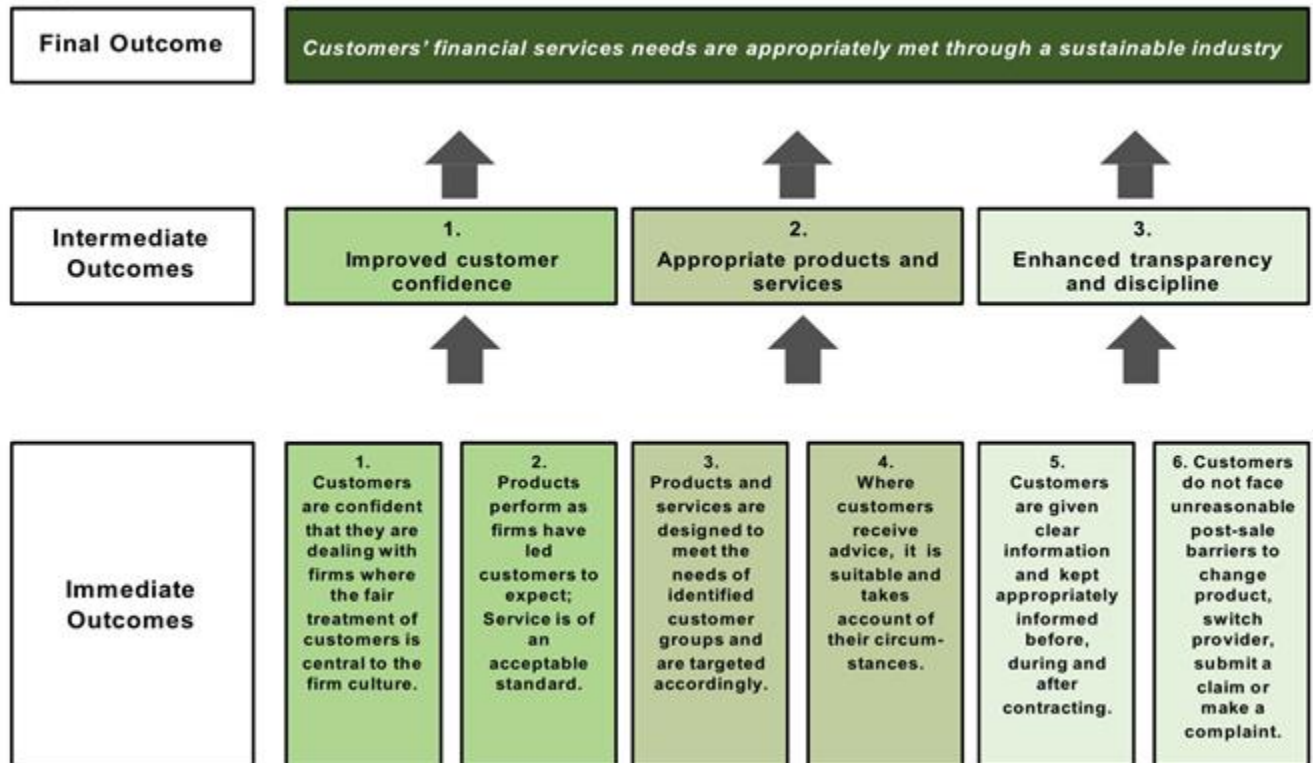 Final Outcome
Customers' financial services needs are appropriately met through a sustainable industry
Intermediate
Outcomes
1.
Improved customer
confidence
2.
Appropriate products and
services
3.
Enhanced transparency
and discipline
Immediate
Outcomes
1.
Customers
are confident
that they are
dealing with
firms where
the fair
treatment of
customers is
central to the
firm culture.
2.
Products
perform as
firms have
led
customers to
expect;
Service is of
an
acceptable
standard.
3.
Products and
services are
designed to
meet the
needs of
identified
customer
groups and
are targeted
accordingly.
4.
Where
customers
receive
advice, it is
suitable and
takes
account of
their circum-
stances.
5.
Customers
are given
clear
information
and kept
appropriately
informed
before,
during and
after
contracting.
6. Customers
do not face
unreasonable
post-sale
barriers to
change
product,
switch
provider,
submit a
claim or
make a
complaint.